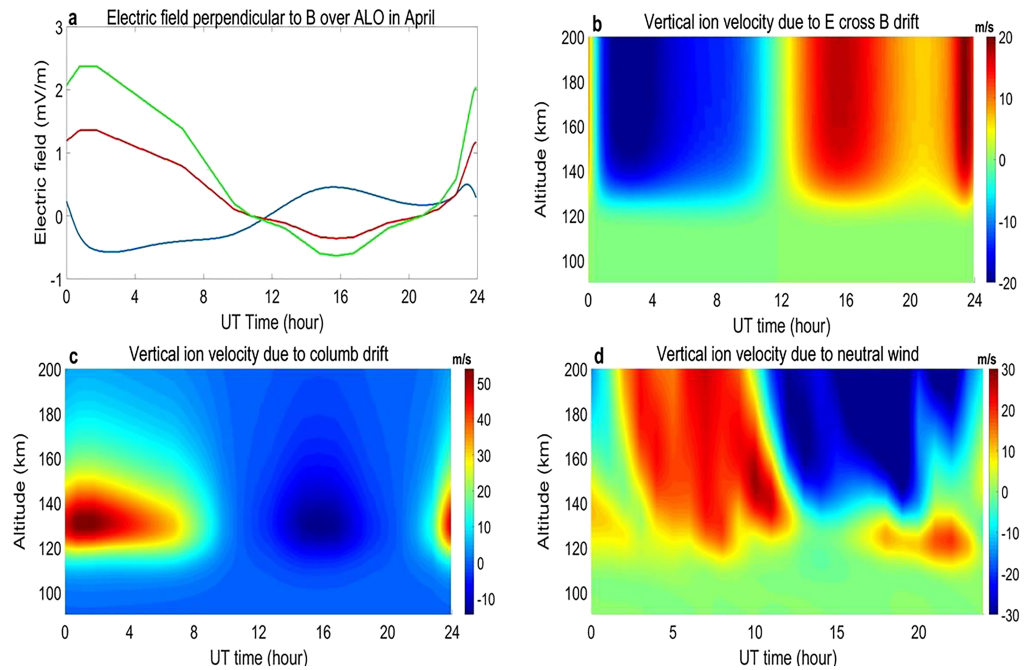 a Electric field perpendicular to B over ALO in April
3
2
1
0
-1
Electric field (mV/m)
0 4 8 12 16 20 24
UT Time (hour)
b Vertical ion velocity due to E cross B drift
m/s
200
180
160
140
120
100
Altitude (km)
20
15
10
5
0
-5
-10
-15
-20
0 4 8 12 16 20 24
UT time (hour)
c Vertical ion velocity due to columb drift
m/s
200
180
160
140
120
100
Altitude (km)
50
40
30
20
10
0
-10
0 4 8 12 16 20 24
UT time (hour)
d Vertical ion velocity due to neutral wind
m/s
200
180
160
140
120
100
Altitude (km)
30
20
10
0
-10
-20
-30
0 5 10 15 20
UT time (hour)